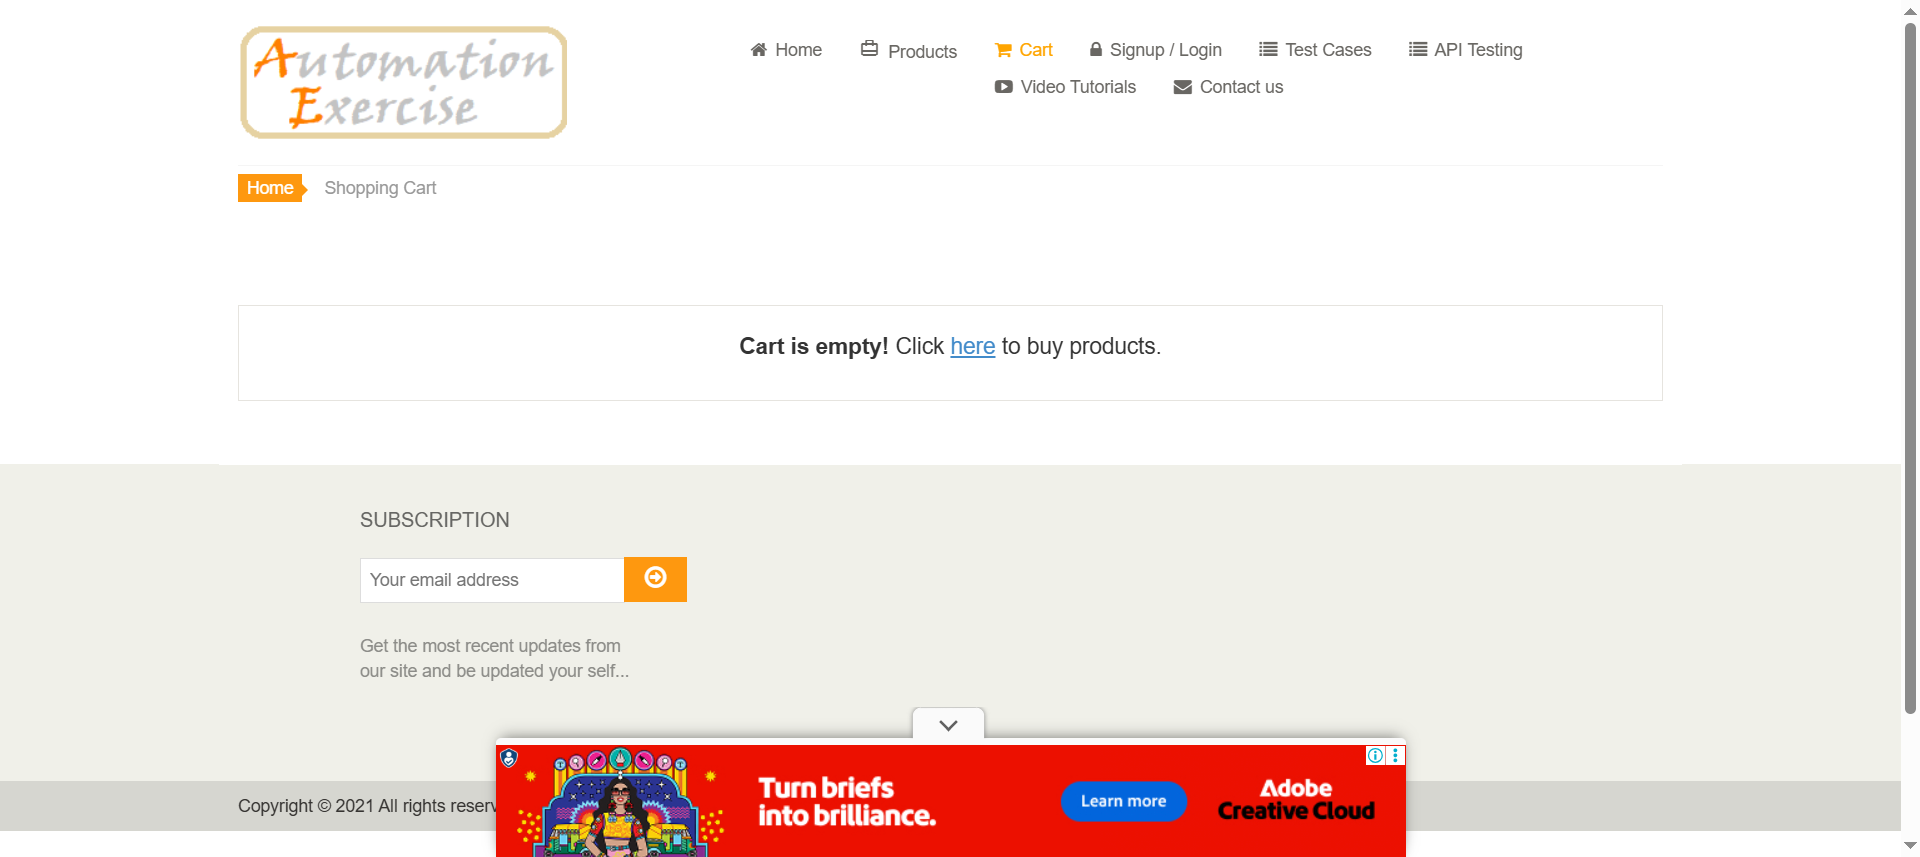 Automation
Exercise
Home
Products
Cart
Signup / Login
Test Cases
API Testing
Video Tutorials
Contact us
Home
Shopping Cart
Cart is empty! Click here to buy products.
SUBSCRIPTION
Your email address
Get the most recent updates from
our site and be updated your self...
Copyright © 2021 All rights reserv
Turn briefs
into brilliance.
Learn more
Adobe
Creative Cloud